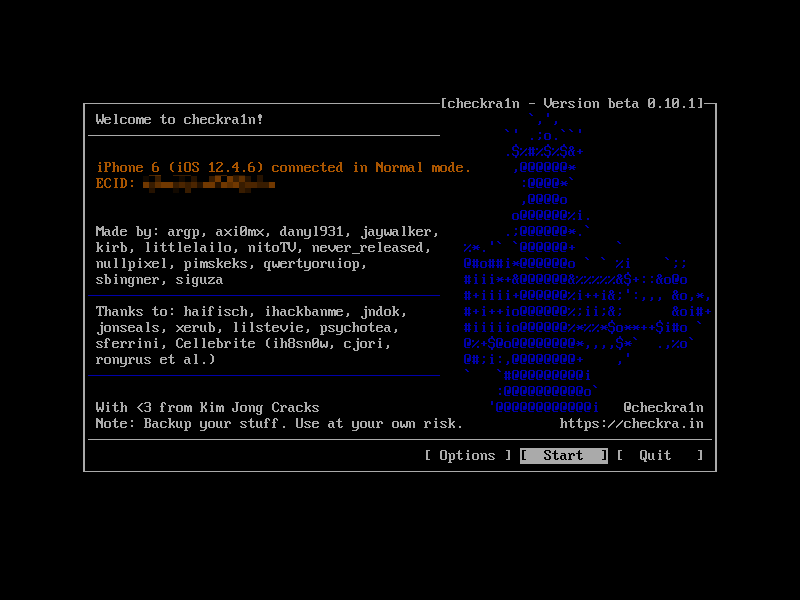 [checkra1n - Version beta 0.10.1]
Welcome to checkra1n!
iPhone 6 (iOS 12.4.6) connected in Normal mode.
ECID:
Made by: argp, axi0mx, danyl931, jaywalker,
kirb, littlelailo, nitoTV, never_released,
nullpixel, pimskeks, qwertyoruiop,
sbingner, siguza
Thanks to: haifisch, ihackbanme, jndok,
jonseals, xerub, lilstevie, psychotea,
sferrini, Cellebrite (ih8sn0w, cjori,
ronyrus et al.)
With <3 from Kim Jong Cracks @checkra1n
Note: Backup your stuff. Use at your own risk. https://checkra.in
[ Options ] [ Start ] [ Quit ]